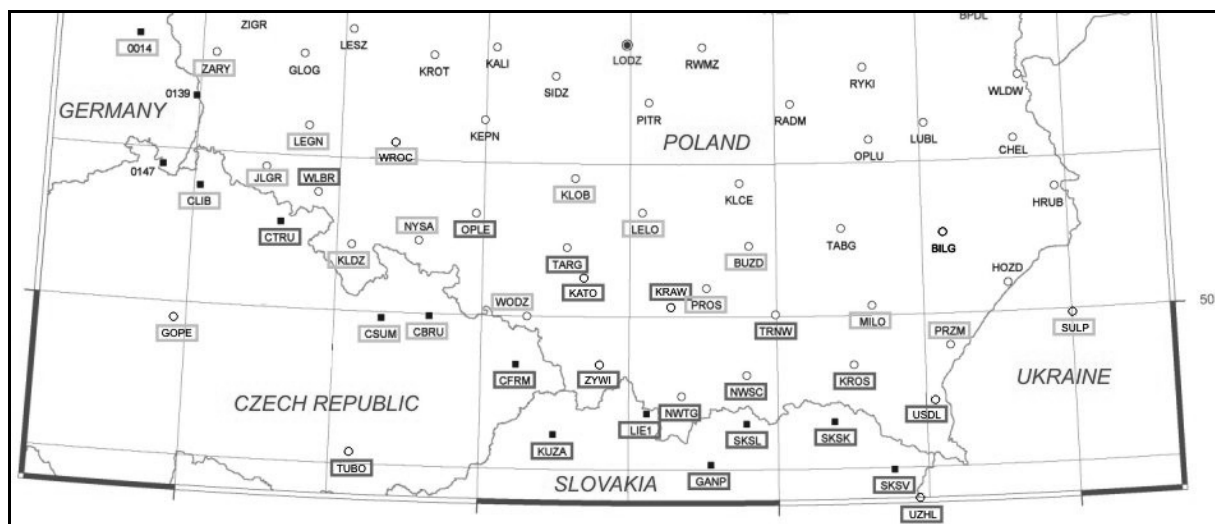 BPDL
ZIGR
LESZ
0014
ZARY
GLOG
KROT
KALI
LODZ
RWMZ
RYKI
SIDZ
WLDW
GERMANY
0139
PITR
RADM
LEGN
KEPN
POLAND
LUBL
WROC
OPLU
CHEL
0147
JLGR
WLBR
CLIB
KLOB
KLCE
HRUB
CTRU
NYSA
OPLE
LELO
TABG
BILG
KLDZ
TARG
BUZD
HOZD
KATO
KRAW
PROS
WODZ
50
GOPE
CSUM
CBRU
TRNW
MILO
PRZM
SULP
CFRM
ZYWI
KROS
UKRAINE
NWSC
CZECH REPUBLIC
NWTG
USDL
LIE1
KUZA
SKSL
SKSK
TUBO
GANP
SLOVAKIA
SKSV
UZHL